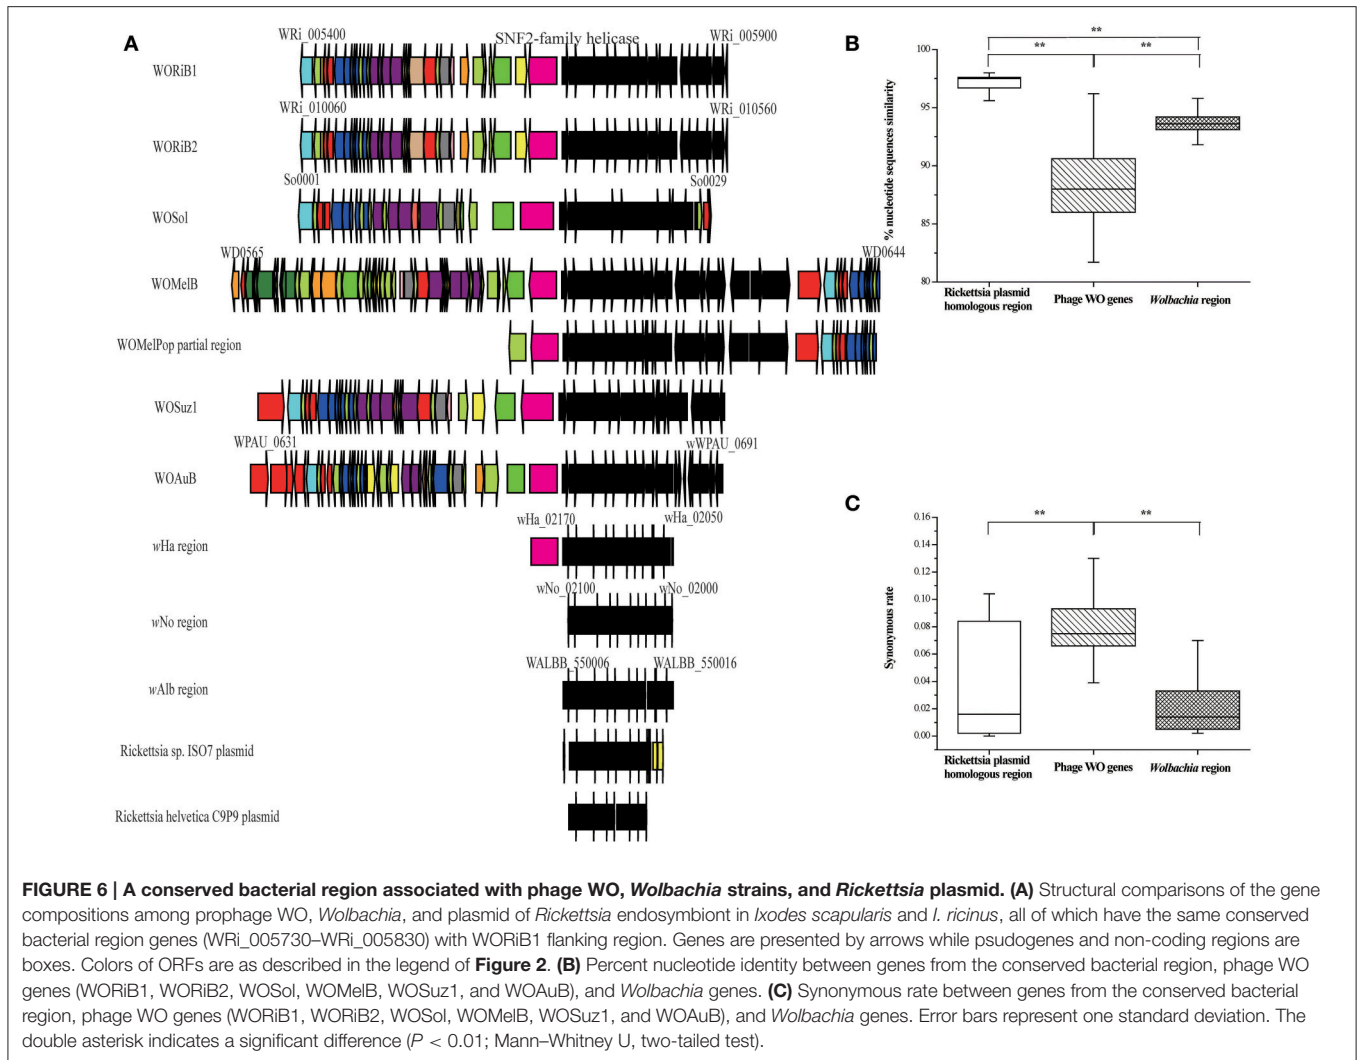 A
WRi_005400
SNF2-family helicase
WRi_005900
WORiB1
WRi_010060
WRi_010560
WORiB2
So0001
So0029
WOSol
WD0565
WD0644
WOMelB
WOMelPop partial region
WOSuz1
WPAU_0631
wWPAU_0691
WOAuB
wHa_02170
wHa_02050
wHa region
wNo_02100
wNo_02000
wNo region
WALBB_550006
WALBB_550016
wAlb region
Rickettsia sp. ISO7 plasmid
Rickettsia helvetica C9P9 plasmid
B
**
** **
% nucleotide sequences similarity
100
95
90
85
80
Rickettsia plasmid homologous region
Phage WO genes
Wolbachia region
C
** **
Synonymous rate
0.16
0.14
0.12
0.10
0.08
0.06
0.04
0.02
0.00
Rickettsia plasmid homologous region
Phage WO genes
Wolbachia region
FIGURE 6 | A conserved bacterial region associated with phage WO, Wolbachia strains, and Rickettsia plasmid. (A) Structural comparisons of the gene
compositions among prophage WO, Wolbachia, and plasmid of Rickettsia endosymbiont in Ixodes scapularis and I. ricinus, all of which have the same conserved
bacterial region genes (WRi_005730–WRi_005830) with WORiB1 flanking region. Genes are presented by arrows while psudogenes and non-coding regions are
boxes. Colors of ORFs are as described in the legend of Figure 2. (B) Percent nucleotide identity between genes from the conserved bacterial region, phage WO
genes (WORiB1, WORiB2, WOSol, WOMelB, WOSuz1, and WOAuB), and Wolbachia genes. (C) Synonymous rate between genes from the conserved bacterial
region, phage WO genes (WORiB1, WORiB2, WOSol, WOMelB, WOSuz1, and WOAuB), and Wolbachia genes. Error bars represent one standard deviation. The
double asterisk indicates a significant difference (P < 0.01; Mann–Whitney U, two-tailed test).